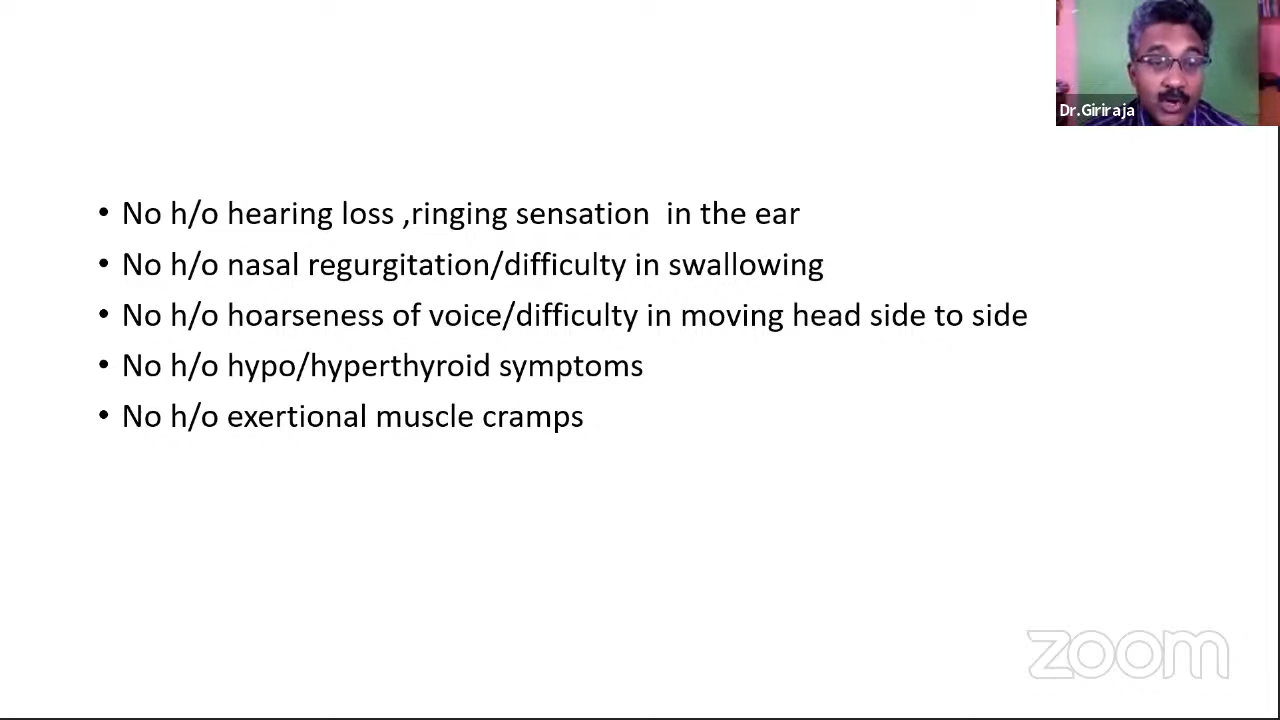 Dr.Giriraja
• No h/o hearing loss ,ringing sensation  in the ear
• No h/o nasal regurgitation/difficulty in swallowing
• No h/o hoarseness of voice/difficulty in moving head side to side
• No h/o hypo/hyperthyroid symptoms
• No h/o exertional muscle cramps
zoom